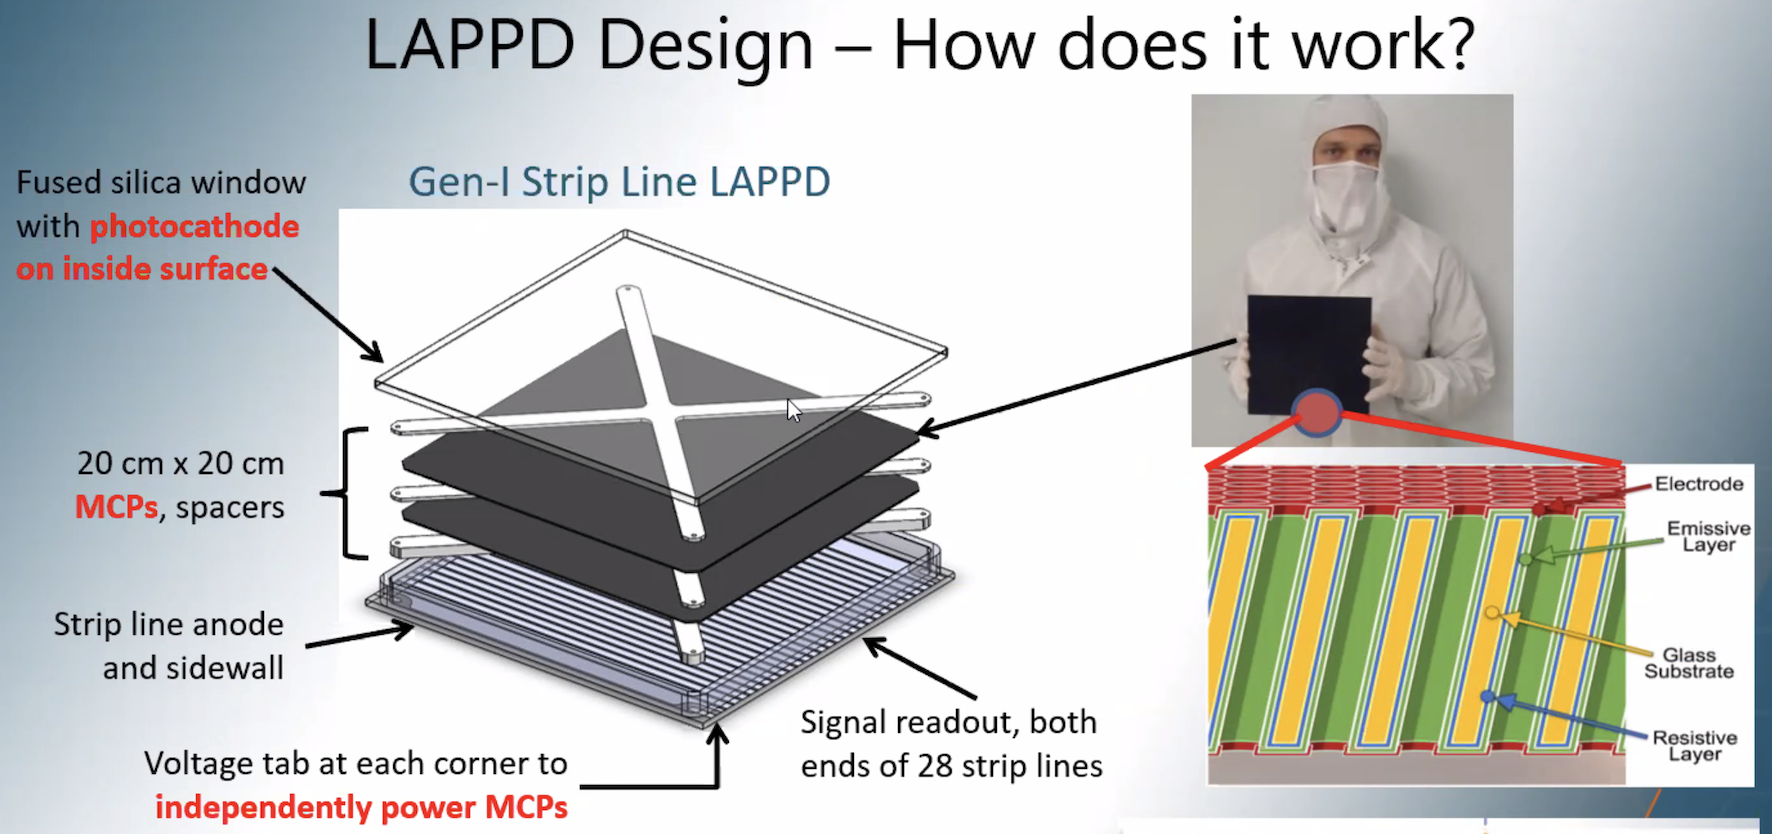 LAPPD Design – How does it work?
Gen-I Strip Line LAPPD
Fused silica window
with photocathode
on inside surface
20 cm x 20 cm
MCPs, spacers
Strip line anode
and sidewall
Voltage tab at each corner to
independently power MCPs
Signal readout, both
ends of 28 strip lines
Electrode
Emissive
Layer
Glass
Substrate
Resistive
Layer